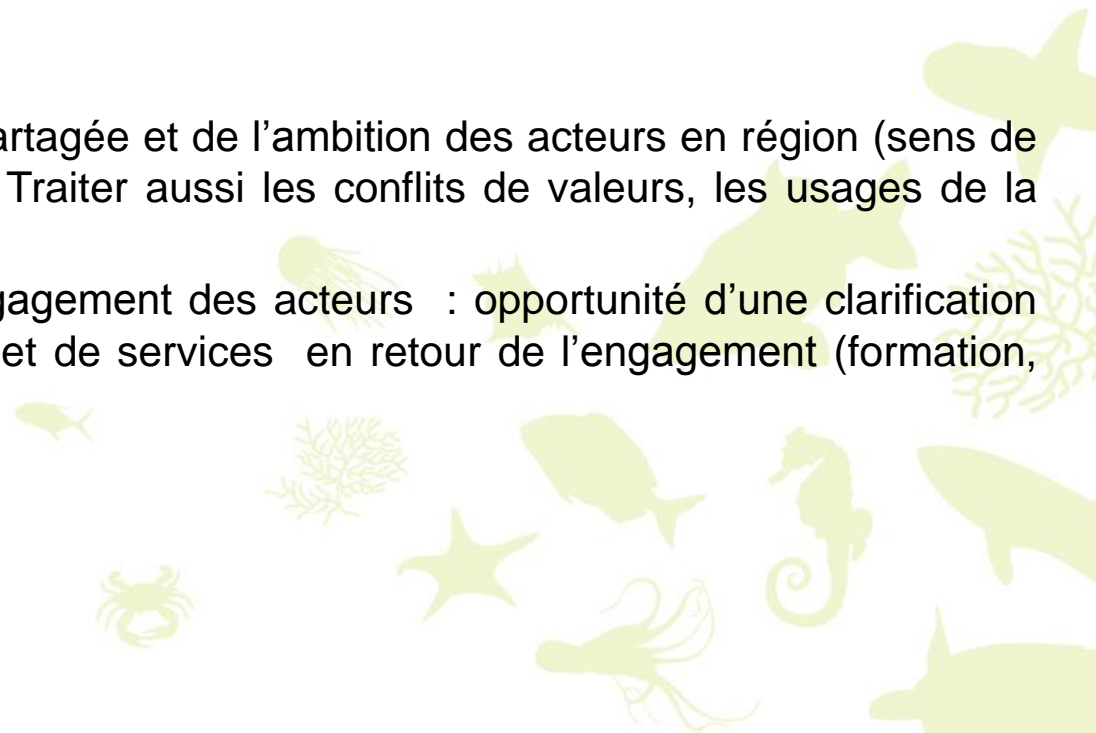 artagée et de l’ambition des acteurs en région (sens de
Traiter aussi les conflits de valeurs, les usages de la
gagement des acteurs : opportunité d’une clarification
et de services en retour de l’engagement (formation,